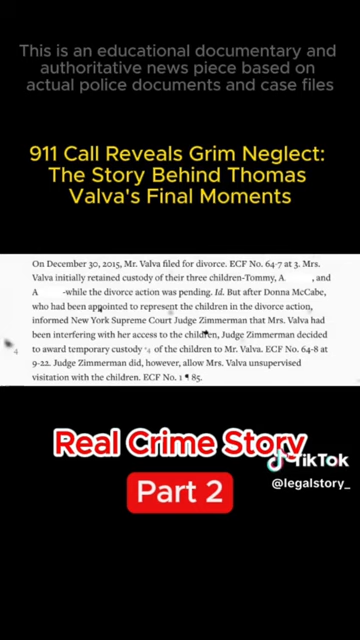 This is an educational documentary and
authoritative news piece based on
actual police documents and case files
911 Call Reveals Grim Neglect:
The Story Behind Thomas
Valva's Final Moments
On December 30, 2015, Mr. Valva filed for divorce. ECF No. 64-7 at 3. Mrs.
Valva initially retained custody of their three children-Tommy, A , and
A -while the divorce action was pending. Id. But after Donna McCabe,
who had been appointed to represent the children in the divorce action,
informed New York Supreme Court Judge Zimmerman that Mrs. Valva had
been interfering with her access to the children, Judge Zimmerman decided
to award temporary custody of the children to Mr. Valva. ECF No. 64-8 at
9-22. Judge Zimmerman did, however, allow Mrs. Valva unsupervised
visitation with the children. ECF No. 1 ¶ 85.
Real Crime Story
TikTok
Part 2
@legalstory_